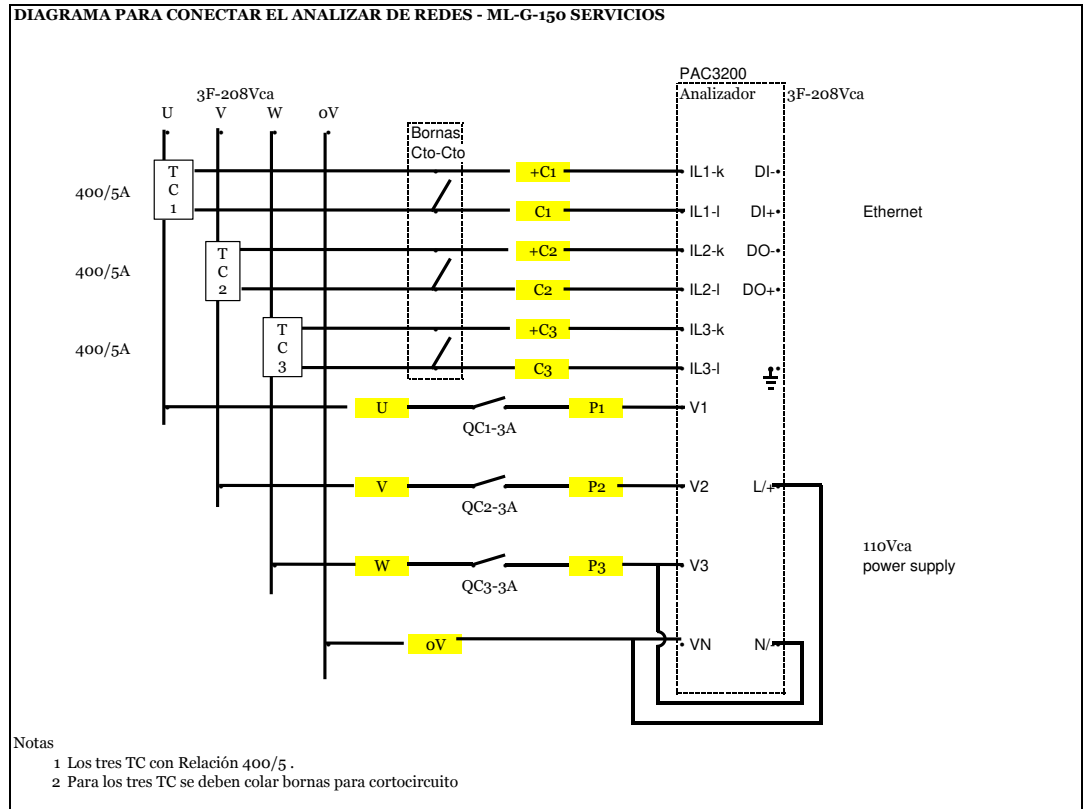 DIAGRAMA PARA CONECTAR EL ANALIZAR DE REDES - ML-G-150 SERVICIOS
PAC3200
3F-208Vca
Analizador
3F-208Vca
U V W 0V
Bornas
Cto-Cto
T
C
1
400/5A
+C1
IL1-k DI-
C1
IL1-l DI+
Ethernet
T
C
2
400/5A
+C2
IL2-k DO-
C2
IL2-l DO+
T
C
3
400/5A
+C3
IL3-k
C3
IL3-l
U
QC1-3A
P1
V1
V
QC2-3A
P2
V2 L/+
110Vca
power supply
W
QC3-3A
P3
V3
0V
VN N/-
Notas
1 Los tres TC con Relación 400/5 .
2 Para los tres TC se deben colar bornas para cortocircuito